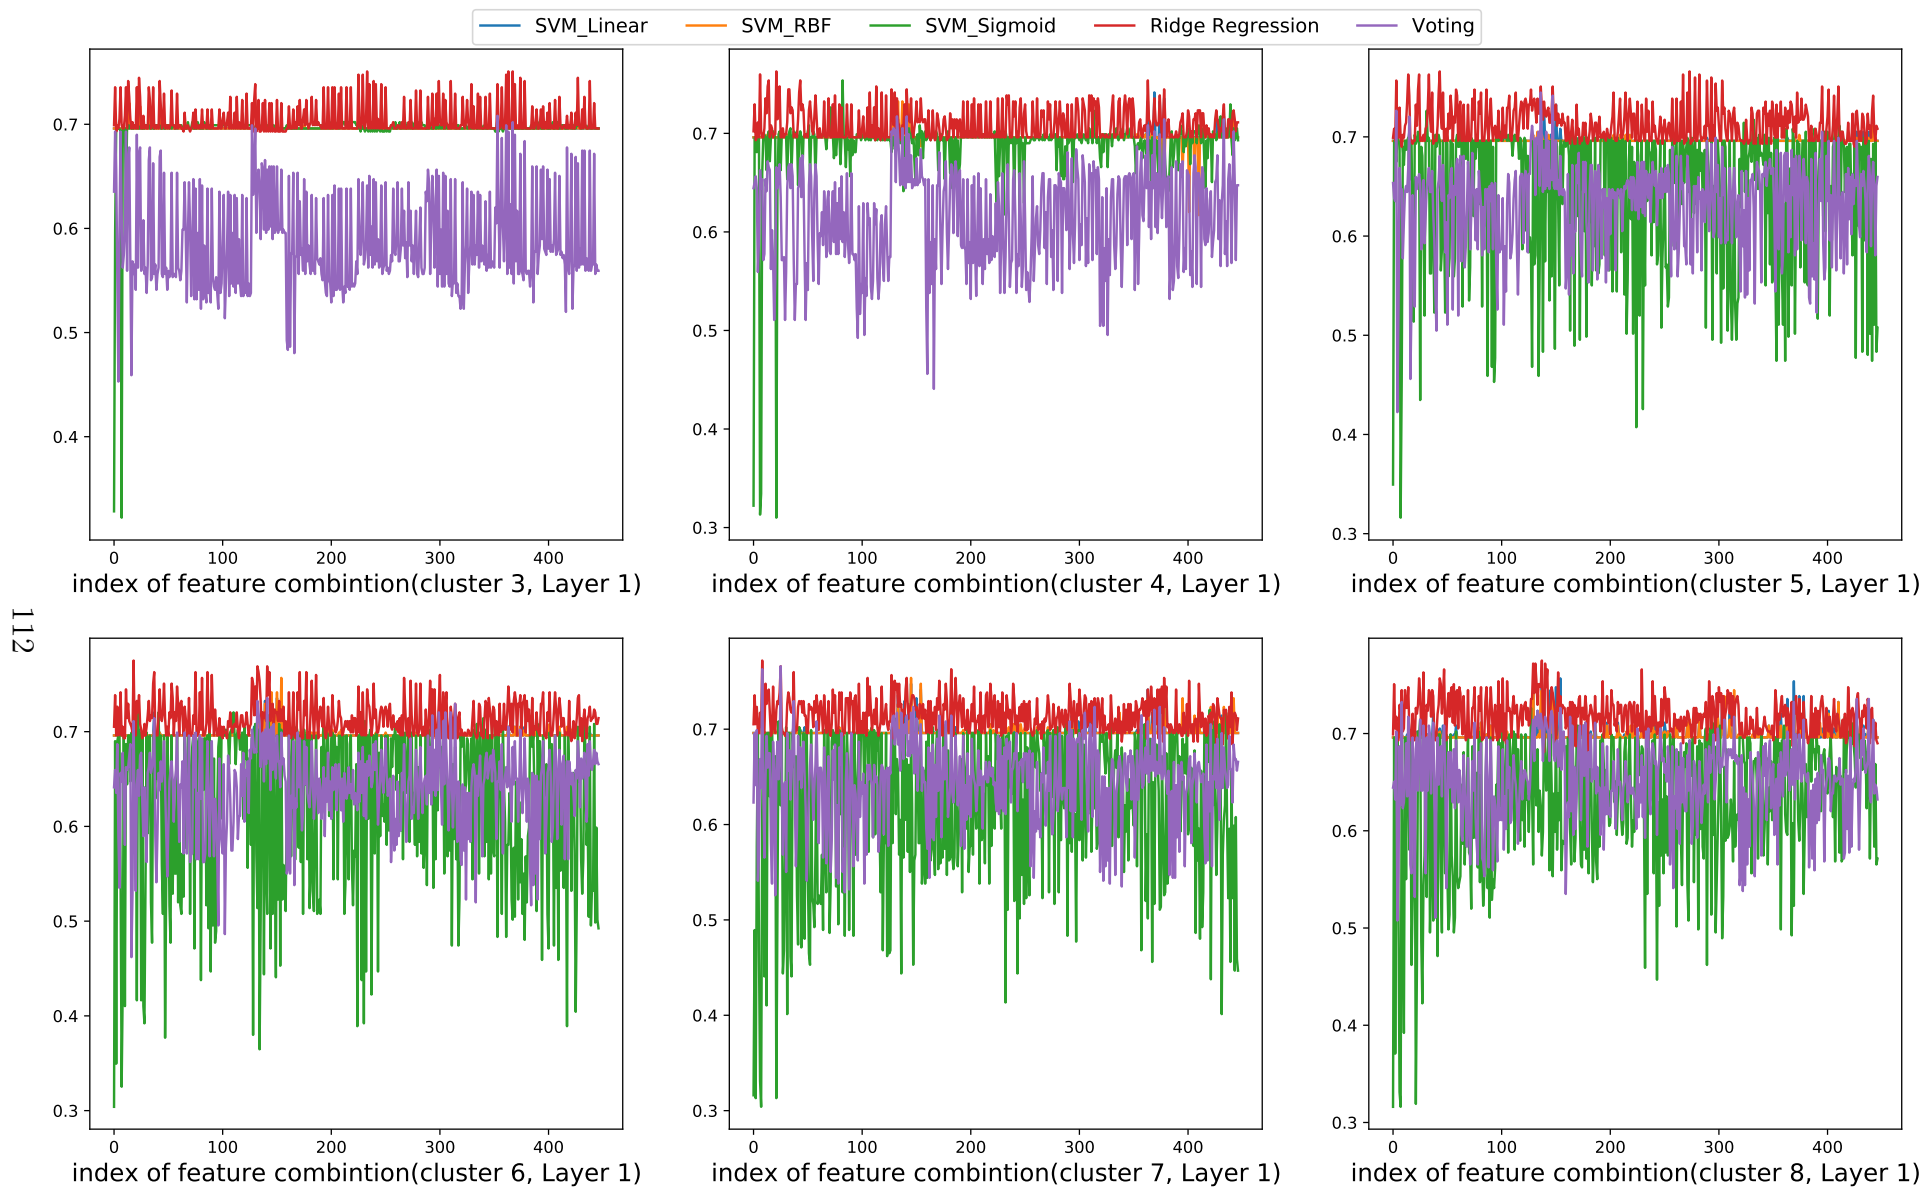 SVM_Linear SVM_RBF SVM_Sigmoid Ridge Regression Voting
0.7
0.6
0.5
0.4
0 100 200 300 400
index of feature combintion(cluster 3, Layer 1)
0.7
0.6
0.5
0.4
0.3
0 100 200 300 400
index of feature combintion(cluster 4, Layer 1)
0.7
0.6
0.5
0.4
0.3
0 100 200 300 400
index of feature combintion(cluster 5, Layer 1)
112
0.7
0.6
0.5
0.4
0.3
0 100 200 300 400
index of feature combintion(cluster 6, Layer 1)
0.7
0.6
0.5
0.4
0.3
0 100 200 300 400
index of feature combintion(cluster 7, Layer 1)
0.7
0.6
0.5
0.4
0.3
0 100 200 300 400
index of feature combintion(cluster 8, Layer 1)